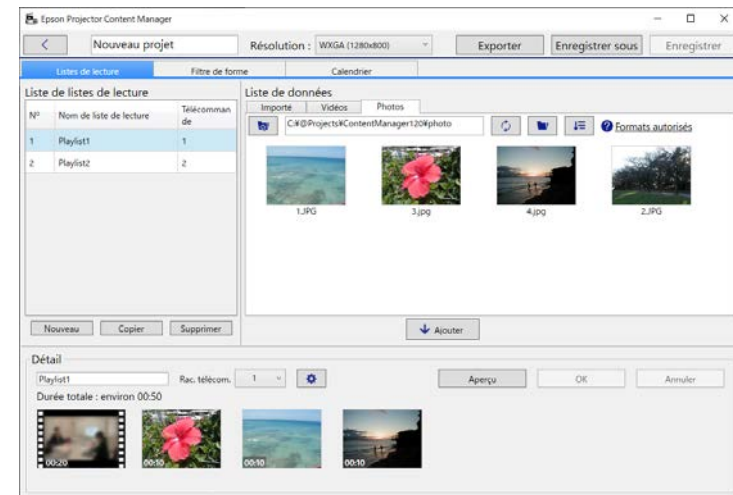 Epson Projector Content Manager
Nouveau projet
Résolution :
WXGA (1280x800)
Exporter
Enregistrer sous
Enregistrer
Listes de lecture
Filtre de forme
Calendrier
Liste de listes de lecture
Nº
Nom de liste de lecture
Télécomman
de
1
Playlist1
1
2
Playlist2
2
Nouveau
Copier
Supprimer
Liste de données
Importé
Vidéos
Photos
C:¥@Projects¥ContentManager120¥photo
Formats autorisés
1.JPG
3.jpg
4.jpg
2.JPG
Ajouter
Détail
Playlist1
Rac. télécom.
1
Aperçu
OK
Annuler
Durée totale : environ 00:50
00:20
00:10
00:10
00:10